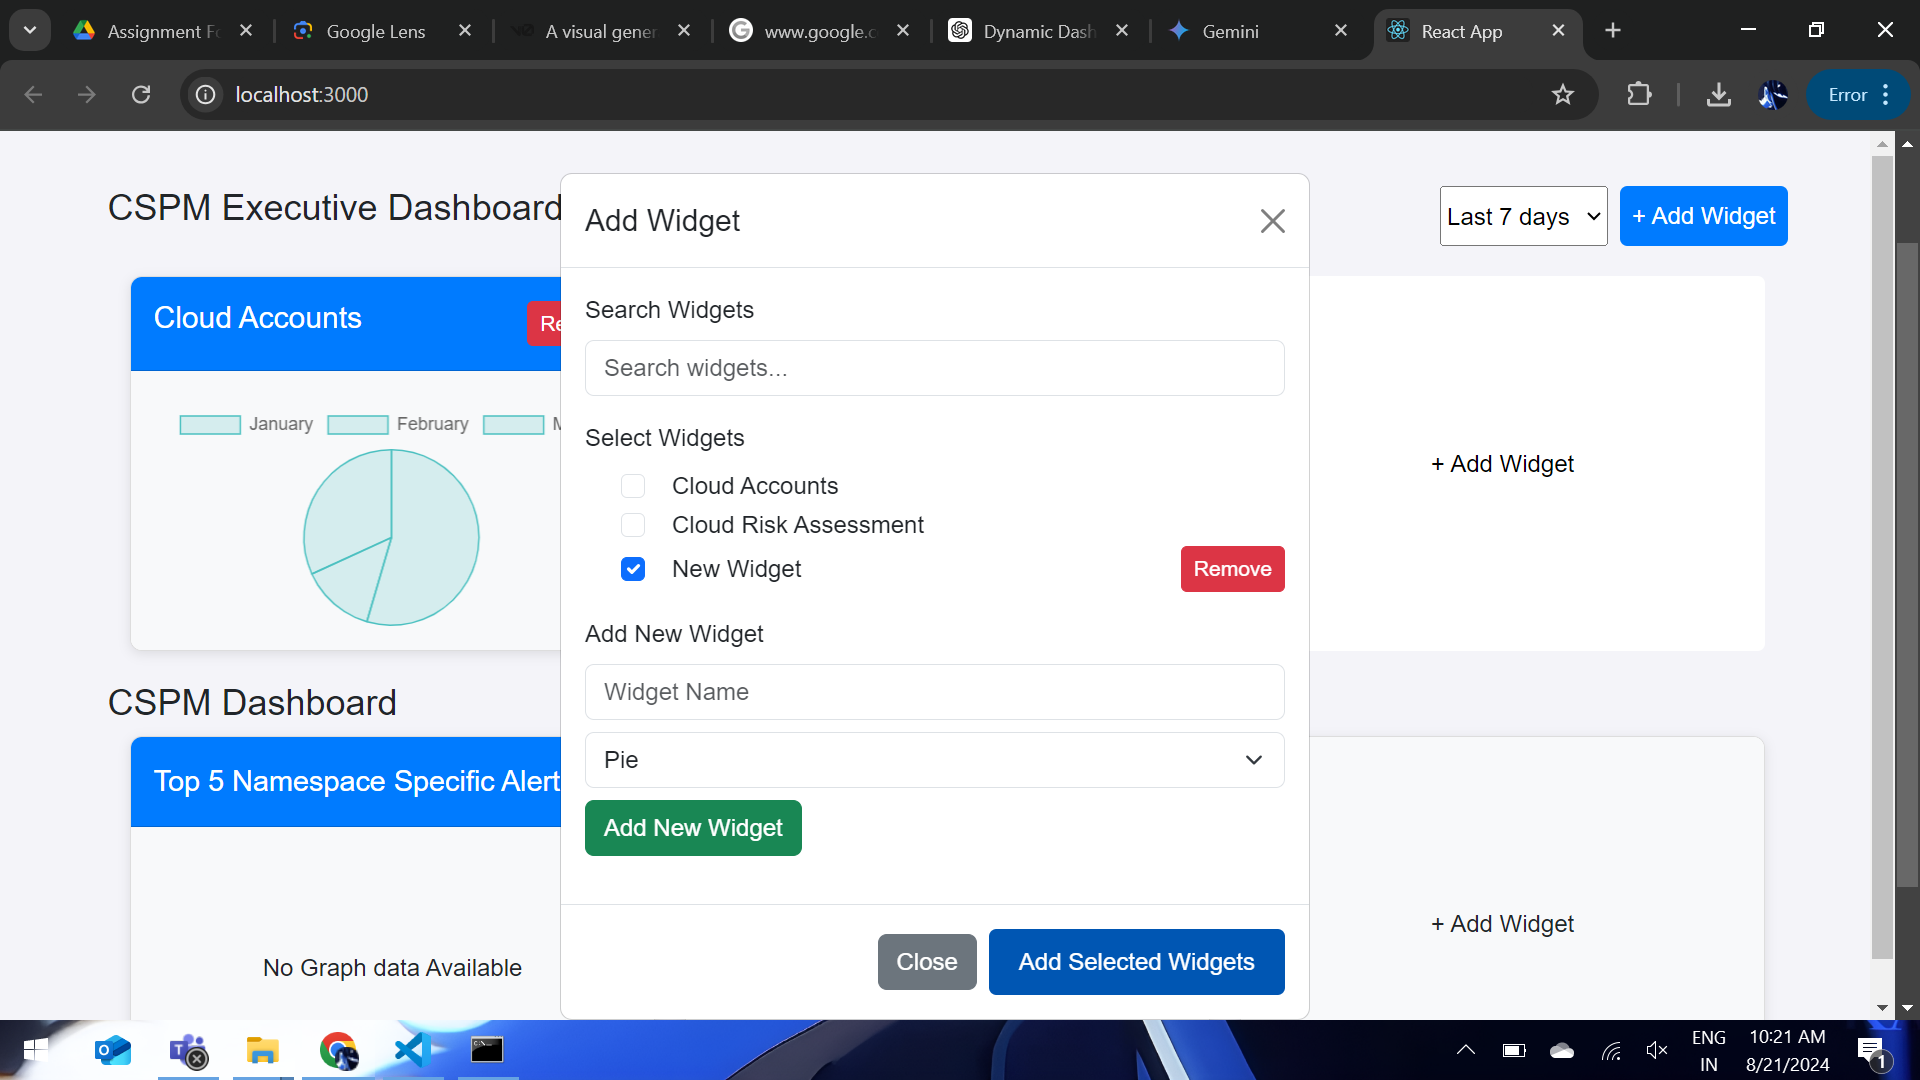 Assignment Fo
Google Lens
A visual gener
www.google.c
Dynamic Dash
Gemini
React App
localhost:3000
Error
CSPM Executive Dashboard
Last 7 days
+ Add Widget
Cloud Accounts
Re
January
February
M
+ Add Widget
CSPM Dashboard
Top 5 Namespace Specific Alert
No Graph data Available
+ Add Widget
Add Widget
Search Widgets
Search widgets...
Select Widgets
Cloud Accounts
Cloud Risk Assessment
New Widget
Remove
Add New Widget
Widget Name
Pie
Add New Widget
Close
Add Selected Widgets
ENG
IN
10:21 AM
8/21/2024
1